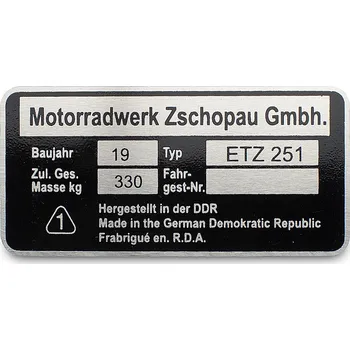 Motorradwerk Zschopau Gmbh.
Baujahr 19 Typ ETZ 251
Zul. Ges. Masse kg 330 Fahr-gest-Nr.
1
Hergestellt in der DDR
Made in the German Demokratic Republic
Frabrigué en. R.D.A.